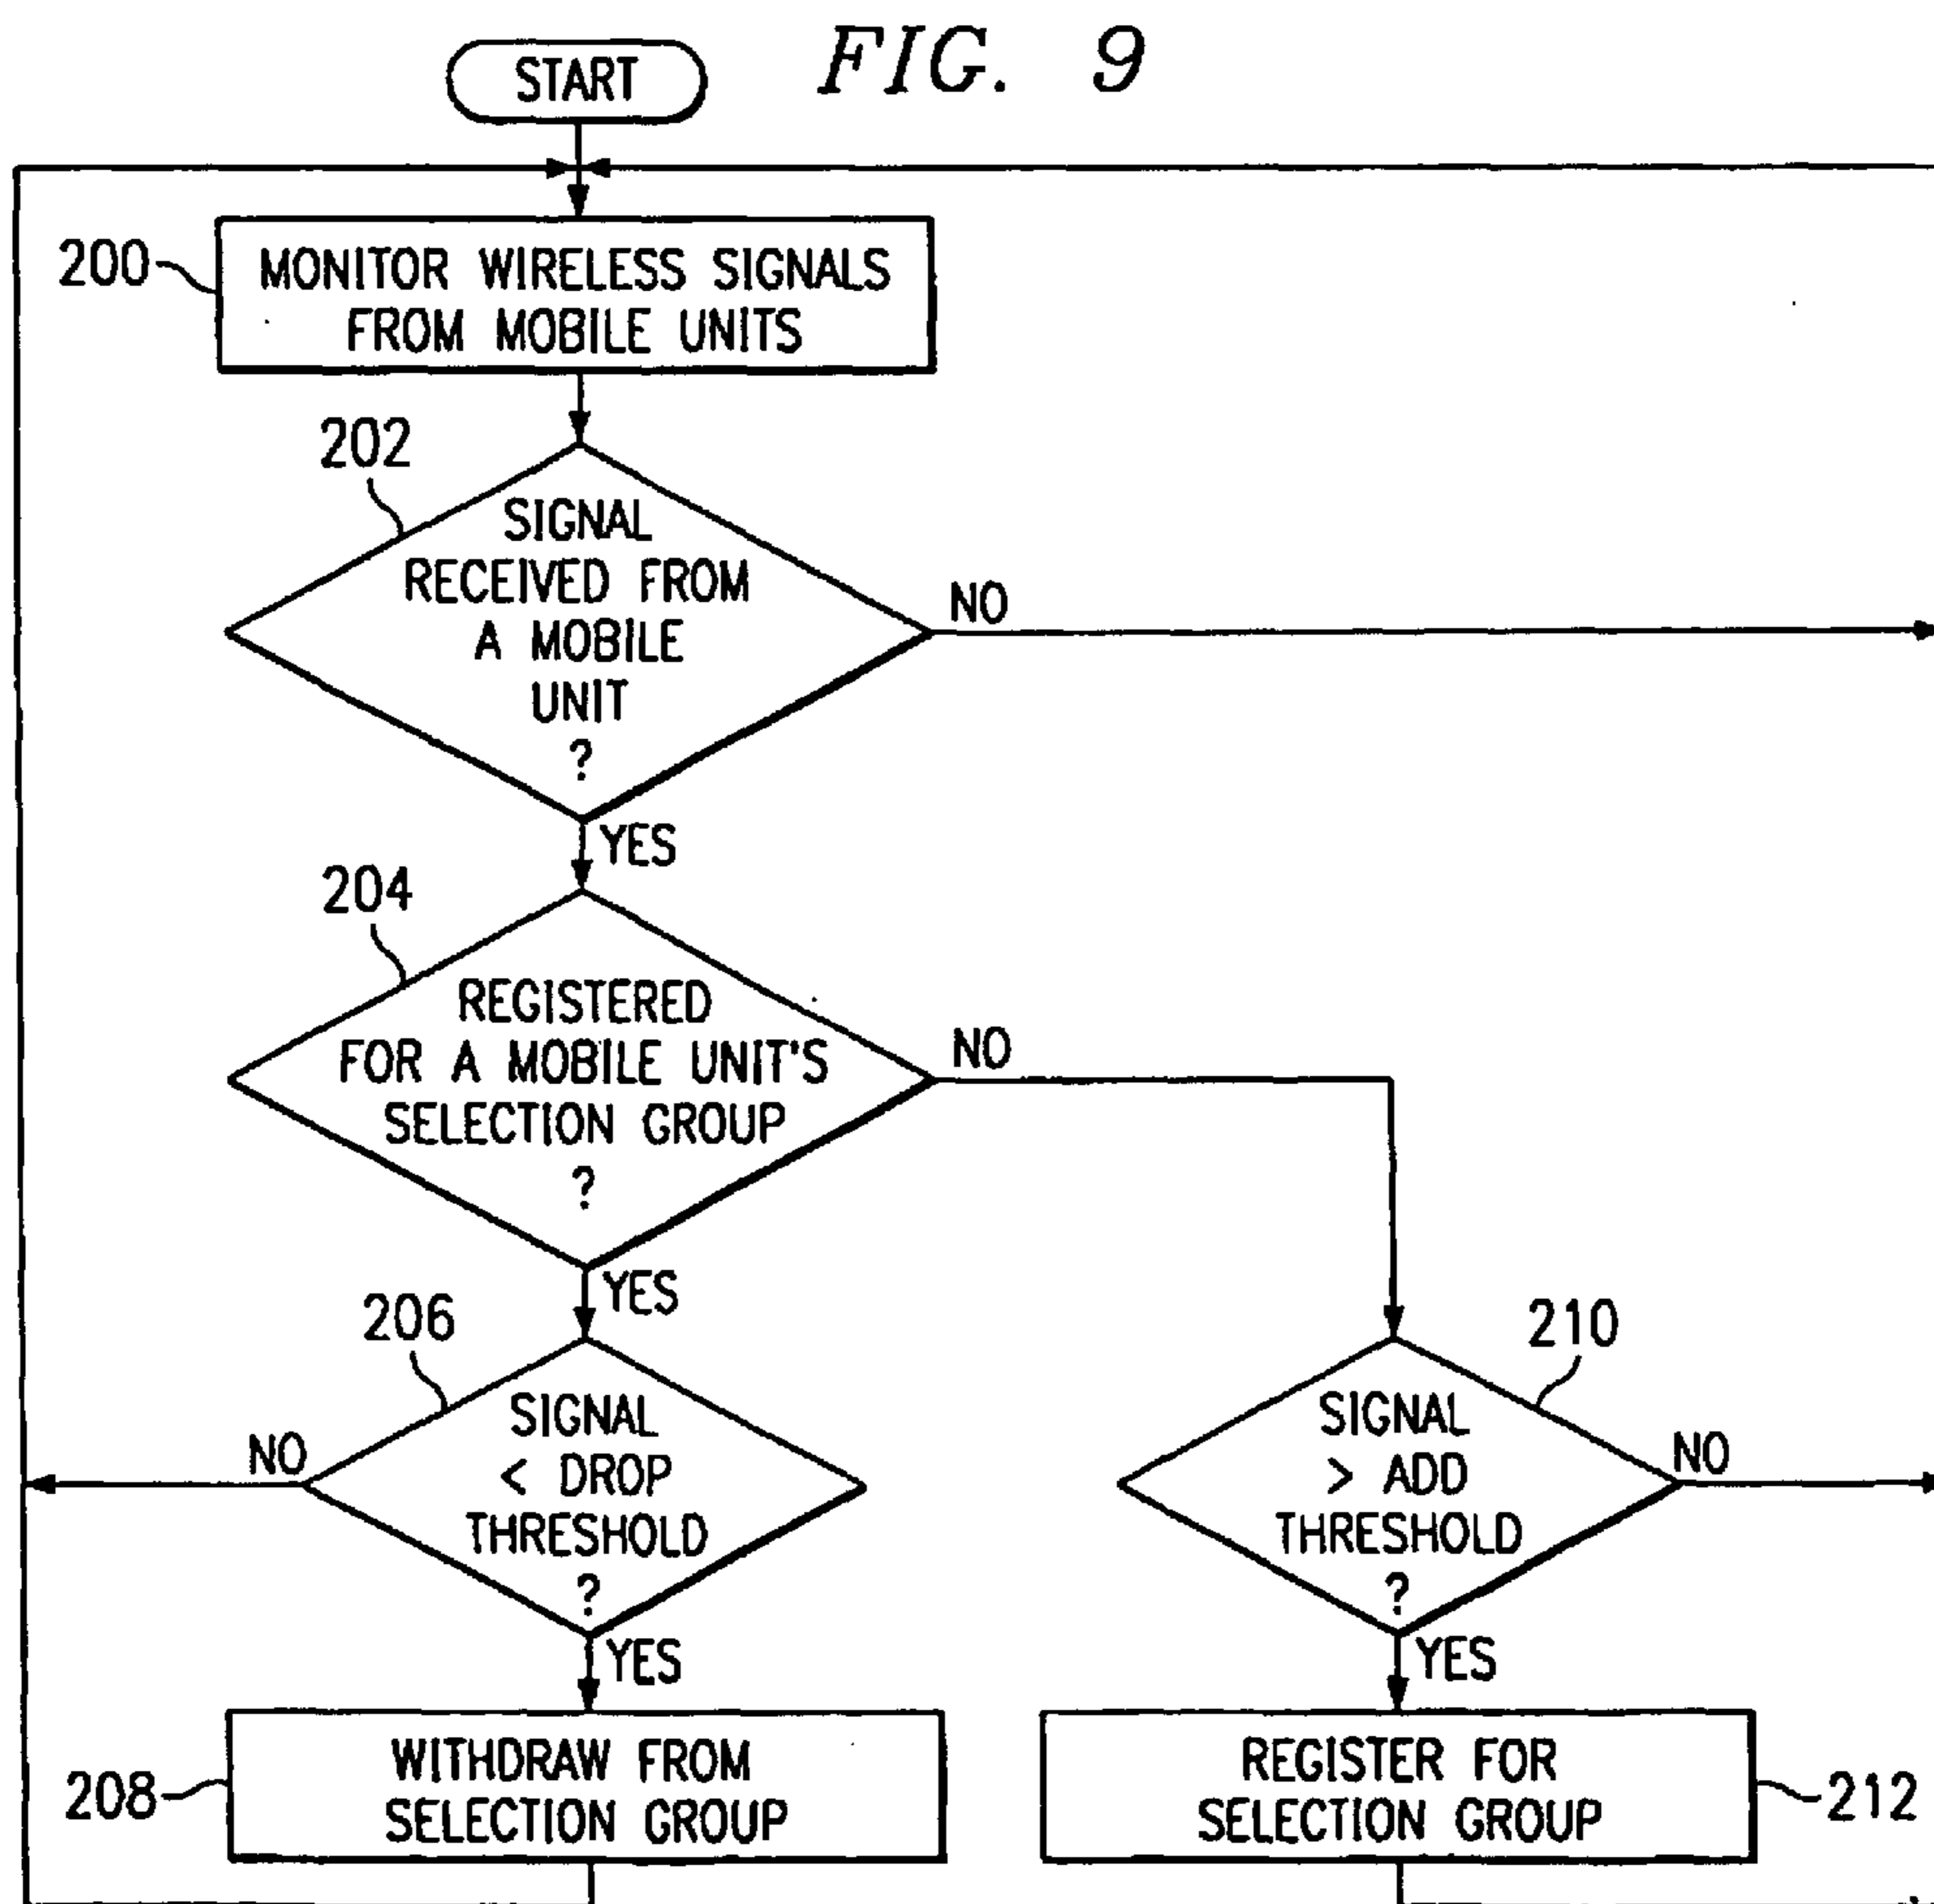 FIG. 9
START
200
MONITOR WIRELESS SIGNALS
FROM MOBILE UNITS
202
SIGNAL
RECEIVED FROM
A MOBILE
UNIT
?
NO
YES
204
REGISTERED
FOR A MOBILE UNIT'S
SELECTION GROUP
?
NO
YES
206
SIGNAL
< DROP
THRESHOLD
?
NO
YES
210
SIGNAL
> ADD
THRESHOLD
?
NO
YES
208
WITHDRAW FROM
SELECTION GROUP
REGISTER FOR
SELECTION GROUP
212